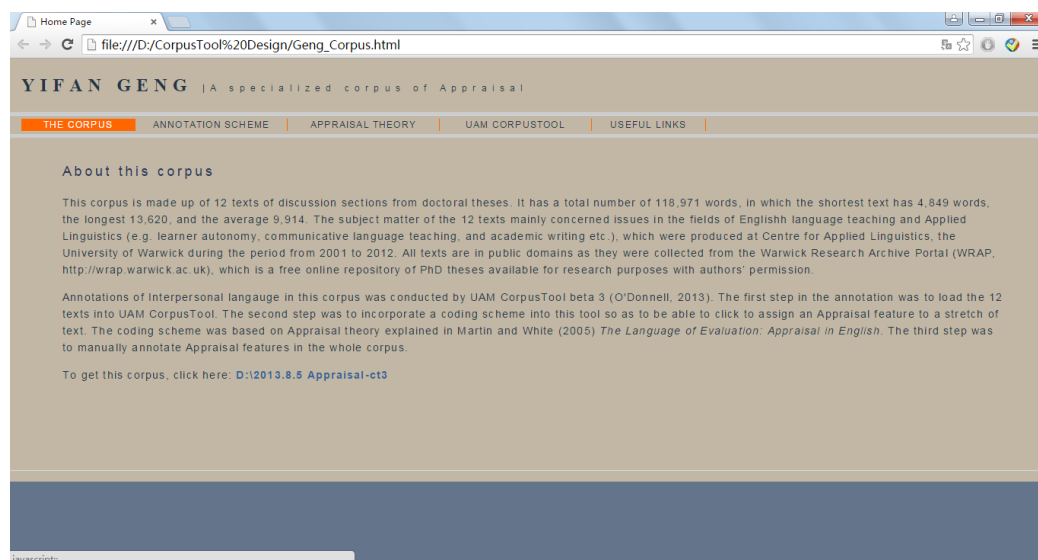 Home Page
file:///D:/CorpusTool%20Design/Geng_Corpus.html
YIFAN GENG |A specialized corpus of Appraisal
THE CORPUS ANNOTATION SCHEME APPRAISAL THEORY UAM CORPUSTOOL USEFUL LINKS
About this corpus
This corpus is made up of 12 texts of discussion sections from doctoral theses. It has a total number of 118,971 words, in which the shortest text has 4,849 words,
the longest 13,620, and the average 9,914. The subject matter of the 12 texts mainly concerned issues in the fields of Englishh language teaching and Applied
Linguistics (e.g. learner autonomy, communicative language teaching, and academic writing etc.), which were produced at Centre for Applied Linguistics, the
University of Warwick during the period from 2001 to 2012. All texts are in public domains as they were collected from the Warwick Research Archive Portal (WRAP,
http://wrap.warwick.ac.uk), which is a free online repository of PhD theses available for research purposes with authors' permission.
Annotations of Interpersonal langauge in this corpus was conducted by UAM CorpusTool beta 3 (O'Donnell, 2013). The first step in the annotation was to load the 12
texts into UAM CorpusTool. The second step was to incorporate a coding scheme into this tool so as to be able to click to assign an Appraisal feature to a stretch of
text. The coding scheme was based on Appraisal theory explained in Martin and White (2005) The Language of Evaluation: Appraisal in English. The third step was
to manually annotate Appraisal features in the whole corpus.
To get this corpus, click here: D:\2013.8.5 Appraisal-ct3